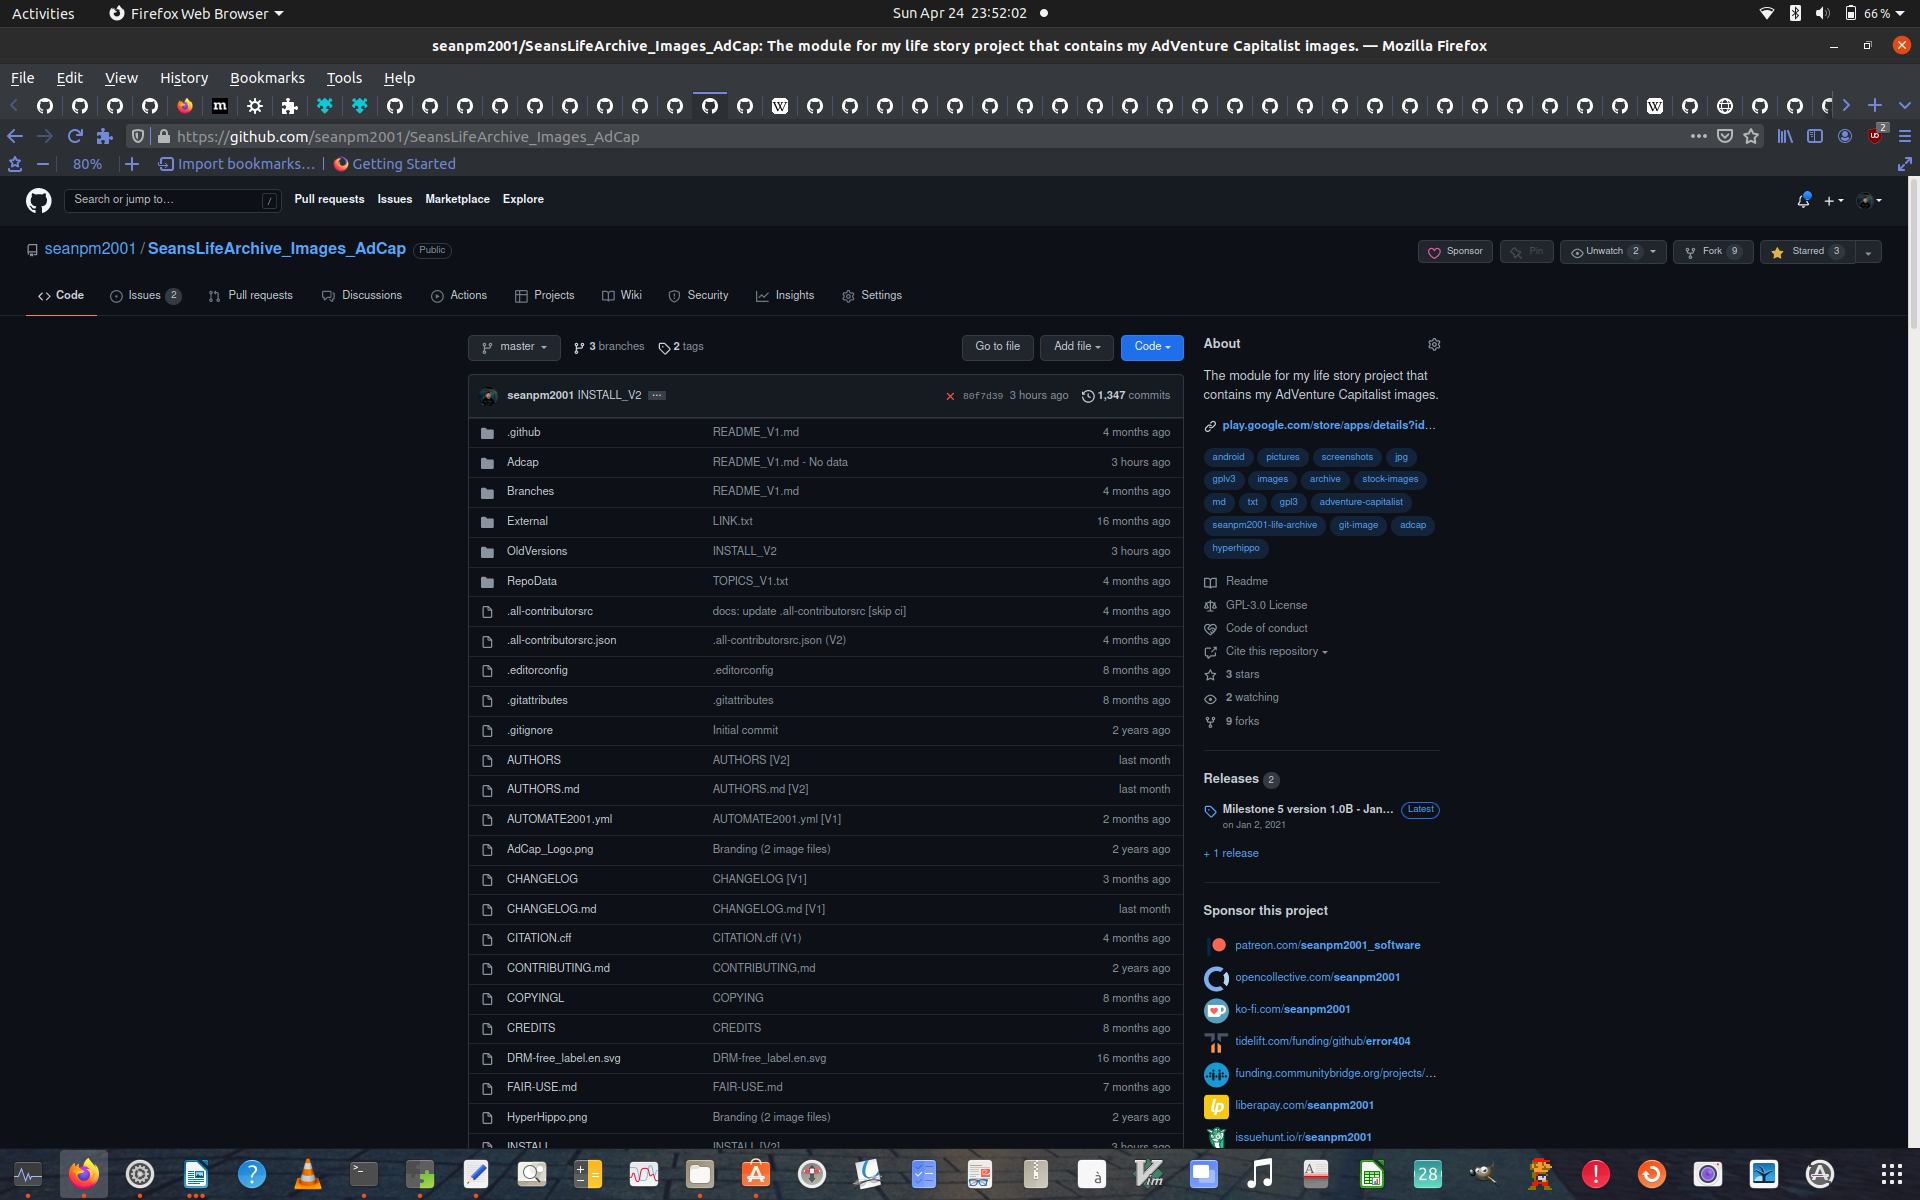 Activities Firefox Web Browser Sun Apr 24 23:52:02 66 %
seanpm2001/SeansLifeArchive_Images_AdCap: The module for my life story project that contains my AdVenture Capitalist images. — Mozilla Firefox
File Edit View History Bookmarks Tools Help
https://github.com/seanpm2001/SeansLifeArchive_Images_AdCap 2
80% Import bookmarks... Getting Started
Search or jump to... / Pull requests Issues Marketplace Explore
seanpm2001 / SeansLifeArchive_Images_AdCap Public Sponsor Pin Unwatch 2 Fork 9 Starred 3
Code Issues 2 Pull requests Discussions Actions Projects Wiki Security Insights Settings
master 3 branches 2 tags Go to file Add file Code
seanpm2001 INSTALL_V2 ... 80f7d39 3 hours ago 1,347 commits
.github README_V1.md 4 months ago
Adcap README_V1.md - No data 3 hours ago
Branches README_V1.md 4 months ago
External LINK.txt 16 months ago
OldVersions INSTALL_V2 3 hours ago
RepoData TOPICS_V1.txt 4 months ago
.all-contributorsrc docs: update .all-contributorsrc [skip ci] 4 months ago
.all-contributorsrc.json .all-contributorsrc.json (V2) 4 months ago
.editorconfig .editorconfig 8 months ago
.gitattributes .gitattributes 8 months ago
.gitignore Initial commit 2 years ago
AUTHORS AUTHORS [V2] last month
AUTHORS.md AUTHORS.md [V2] last month
AUTOMATE2001.yml AUTOMATE2001.yml [V1] 2 months ago
AdCap_Logo.png Branding (2 image files) 2 years ago
CHANGELOG CHANGELOG [V1] 3 months ago
CHANGELOG.md CHANGELOG.md [V1] last month
CITATION.cff CITATION.cff (V1) 4 months ago
CONTRIBUTING.md CONTRIBUTING,md 2 years ago
COPYINGL COPYING 8 months ago
CREDITS CREDITS 8 months ago
DRM-free_label.en.svg DRM-free_label.en.svg 16 months ago
FAIR-USE.md FAIR-USE.md 7 months ago
HyperHippo.png Branding (2 image files) 2 years ago
INSTALL INSTALL [V2] 3 hours ago
About
The module for my life story project that
contains my AdVenture Capitalist images.
play.google.com/store/apps/details?id...
android pictures screenshots jpg
gplv3 images archive stock-images
md txt gpl3 adventure-capitalist
seanpm2001-life-archive git-image adcap
hyperhippo
Readme
GPL-3.0 License
Code of conduct
Cite this repository
3 stars
2 watching
9 forks
Releases 2
Milestone 5 version 1.0B - Jan... Latest
on Jan 2, 2021
+ 1 release
Sponsor this project
patreon.com/seanpm2001_software
opencollective.com/seanpm2001
ko-fi.com/seanpm2001
tidelift.com/funding/github/error404
funding.communitybridge.org/projects/...
liberapay.com/seanpm2001
issuehunt.io/r/seanpm2001
28